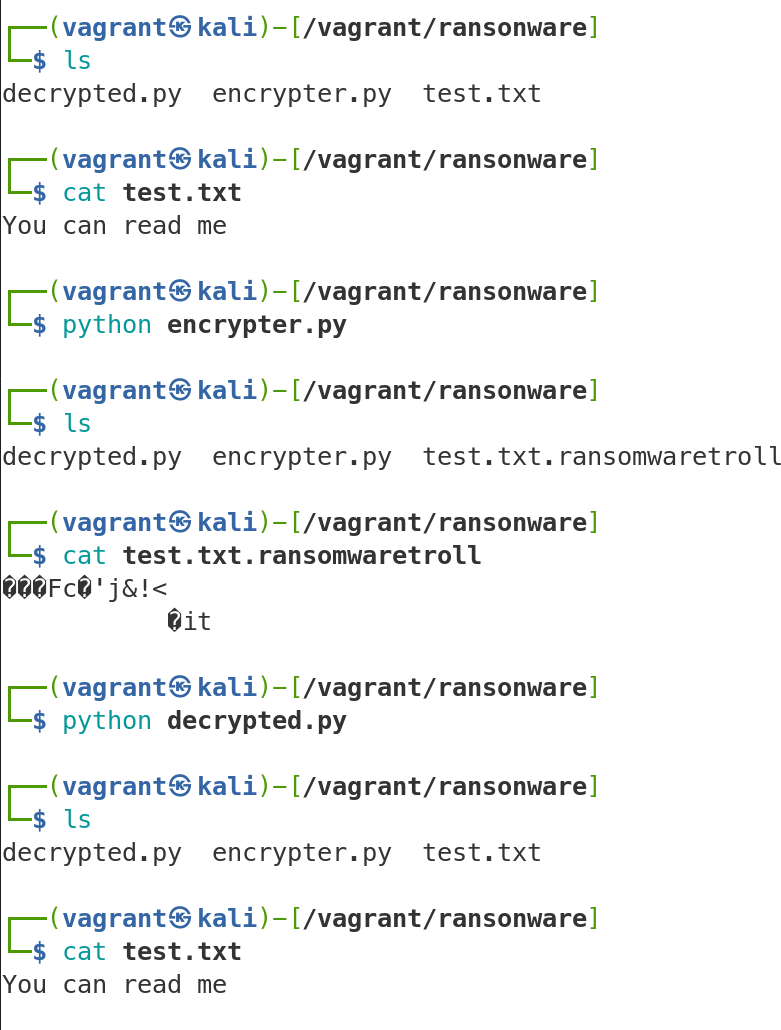 ┌──(vagrant㉿kali)-[/vagrant/ransonware]
└─$ ls
decrypted.py  encrypter.py  test.txt

┌──(vagrant㉿kali)-[/vagrant/ransonware]
└─$ cat test.txt
You can read me

┌──(vagrant㉿kali)-[/vagrant/ransonware]
└─$ python encrypter.py

┌──(vagrant㉿kali)-[/vagrant/ransonware]
└─$ ls
decrypted.py  encrypter.py  test.txt.ransomwaretroll

┌──(vagrant㉿kali)-[/vagrant/ransonware]
└─$ cat test.txt.ransomwaretroll
���Fc�'j&!<
           �it

┌──(vagrant㉿kali)-[/vagrant/ransonware]
└─$ python decrypted.py

┌──(vagrant㉿kali)-[/vagrant/ransonware]
└─$ ls
decrypted.py  encrypter.py  test.txt

┌──(vagrant㉿kali)-[/vagrant/ransonware]
└─$ cat test.txt
You can read me